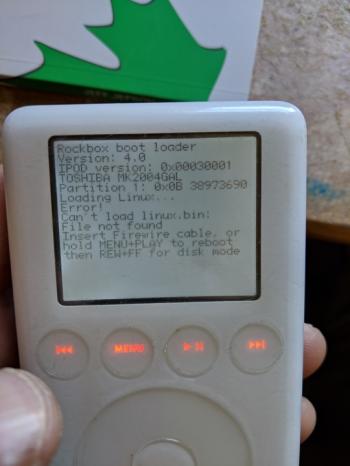 Rockbox boot loader
Version: 4.0
IPOD version: 0x00030001
TOSHIBA MK2004GAL
Partition 1: 0x0B 38973690
Loading Linux...
Error!
Can't load linux.bin:
File not found
Insert Firewire cable, or
hold MENU+PLAY to reboot
then REW+FF for disk mode
MENU